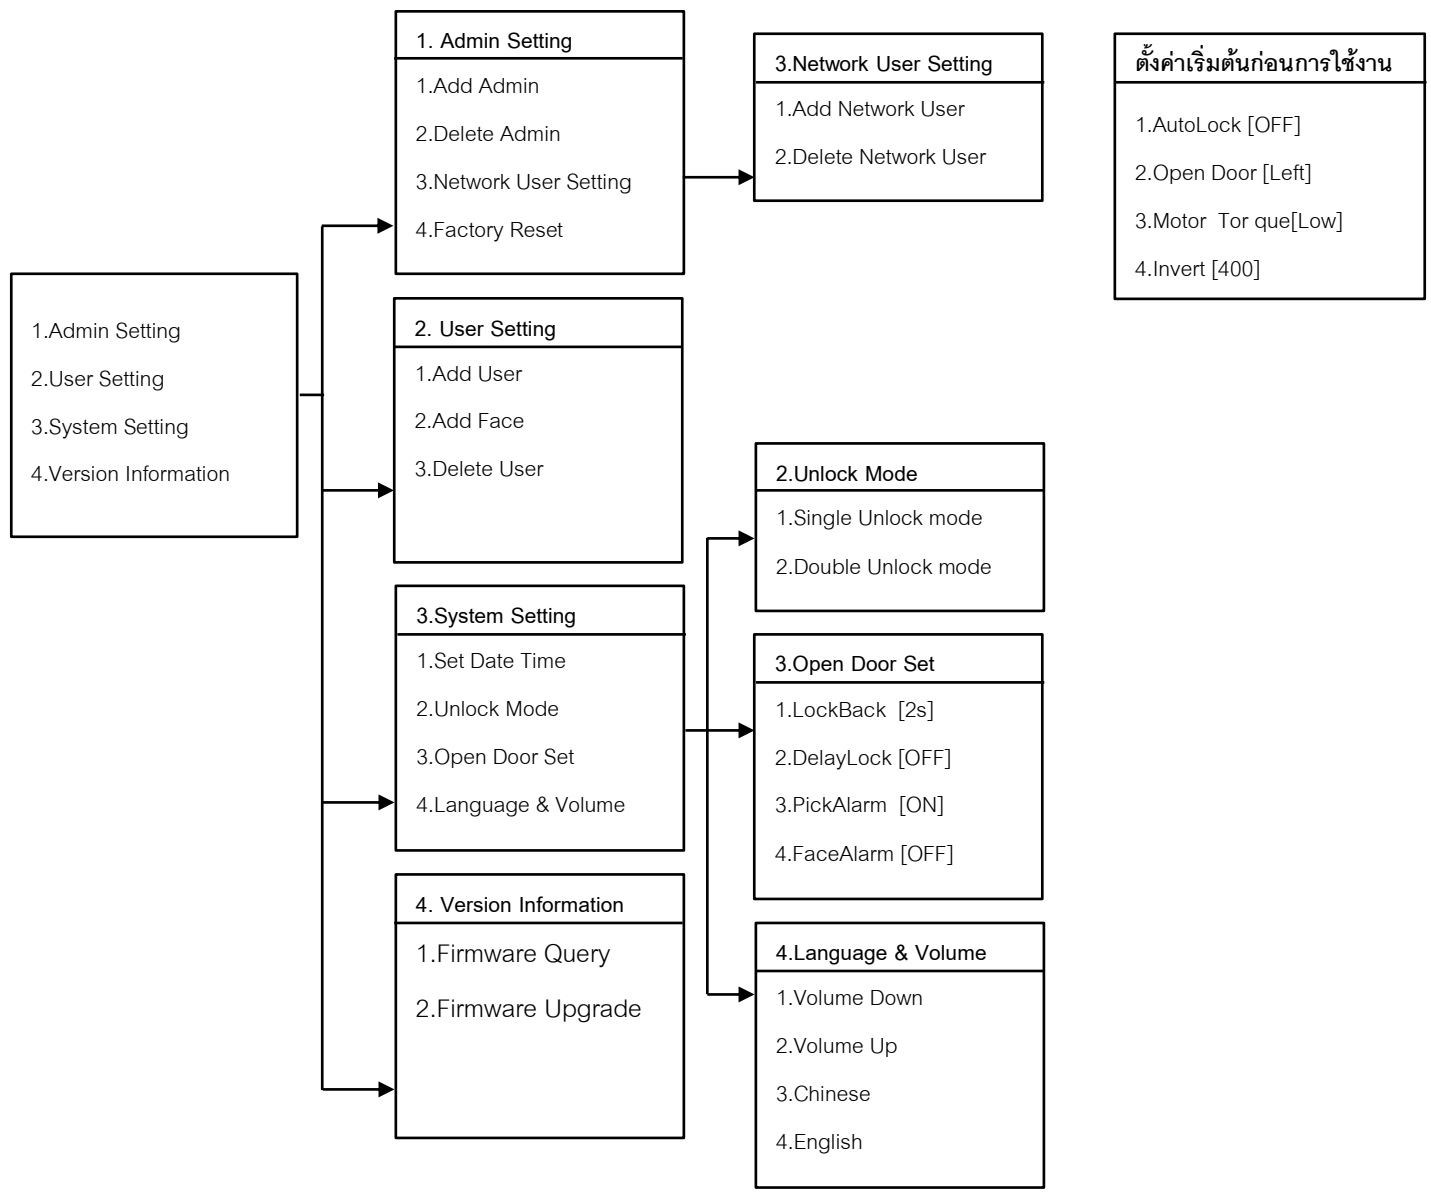 1.Admin Setting
2.User Setting
3.System Setting
4.Version Information
1. Admin Setting
1.Add Admin
2.Delete Admin
3.Network User Setting
4.Factory Reset
2. User Setting
1.Add User
2.Add Face
3.Delete User
3.System Setting
1.Set Date Time
2.Unlock Mode
3.Open Door Set
4.Language & Volume
4. Version Information
1.Firmware Query
2.Firmware Upgrade
3.Network User Setting
1.Add Network User
2.Delete Network User
2.Unlock Mode
1.Single Unlock mode
2.Double Unlock mode
3.Open Door Set
1.LockBack [2s]
2.DelayLock [OFF]
3.PickAlarm [ON]
4.FaceAlarm [OFF]
4.Language & Volume
1.Volume Down
2.Volume Up
3.Chinese
4.English
ตั้งค่าเริ่มต้นก่อนการใช้งาน
1.AutoLock [OFF]
2.Open Door [Left]
3.Motor Tor que[Low]
4.Invert [400]